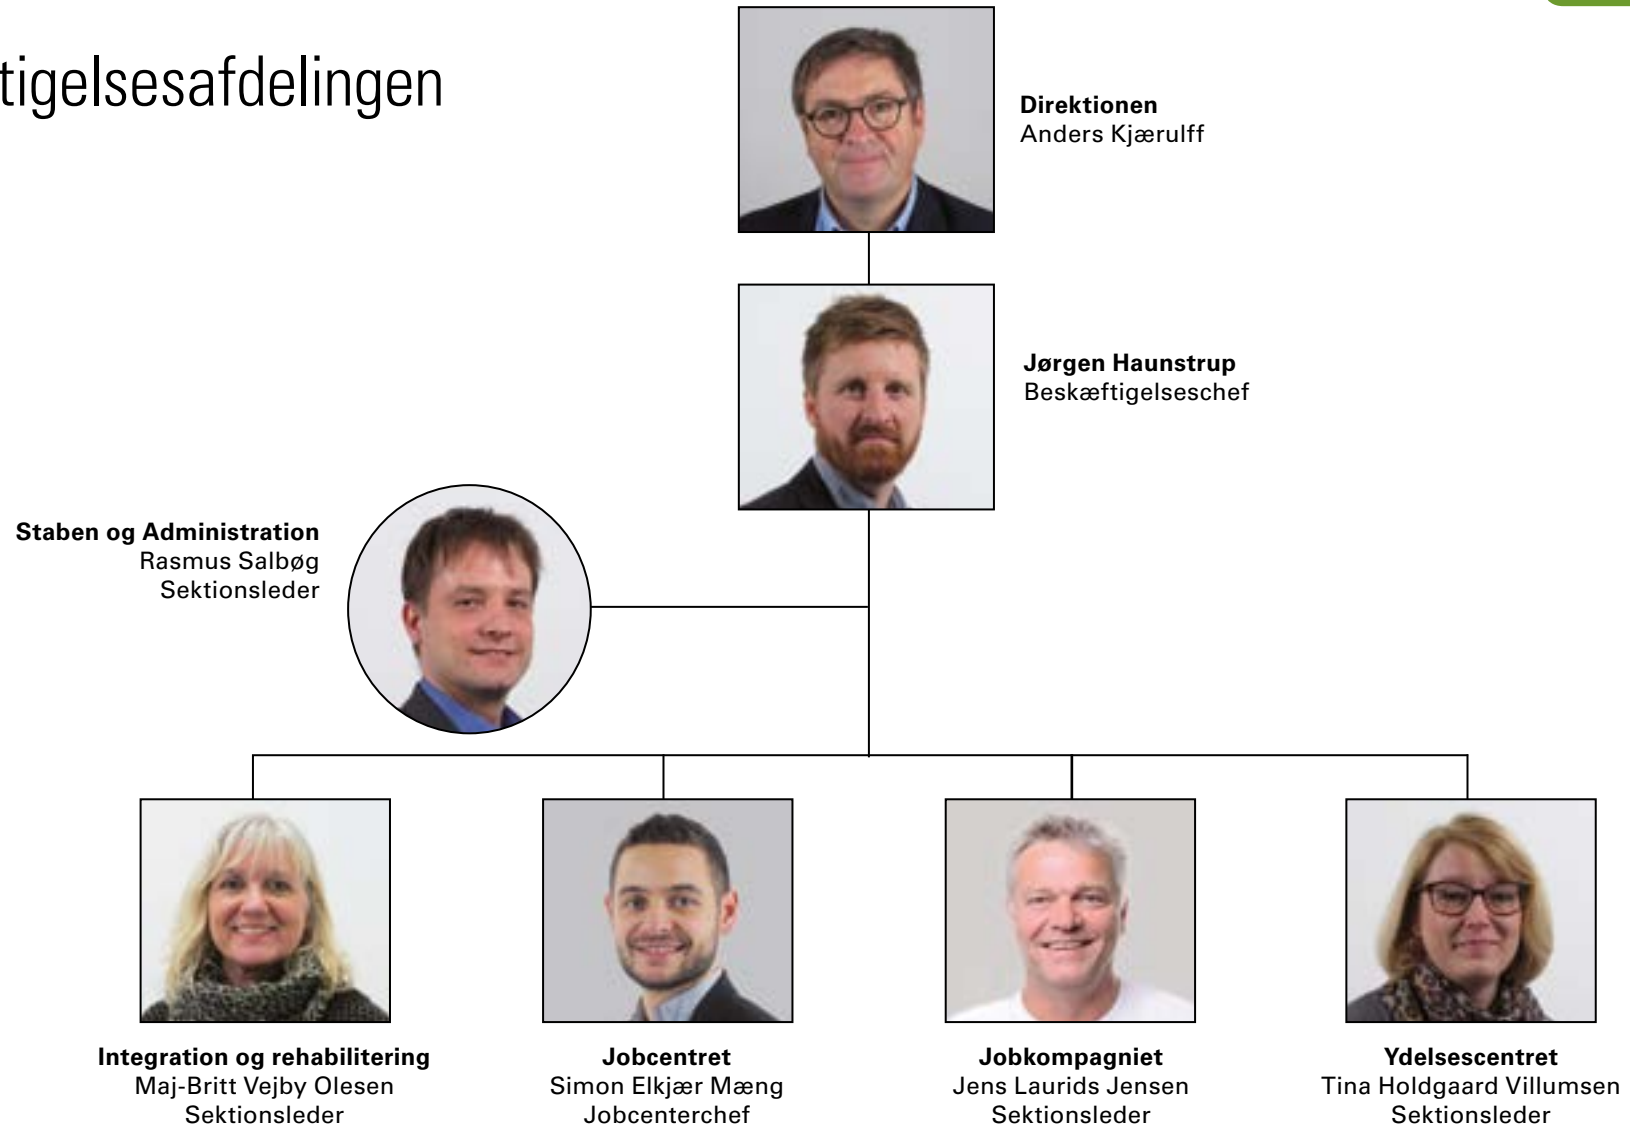 tigelsesafdelingen
Direktionen
Anders Kjærulff
Jørgen Haunstrup
Beskæftigelseschef
Staben og Administration
Rasmus Salbøg
Sektionsleder
Integration og rehabilitering
Maj-Britt Vejby Olesen
Sektionsleder
Jobcentret
Simon Elkjær Mæng
Jobcenterchef
Jobkompagniet
Jens Laurids Jensen
Sektionsleder
Ydelsescentret
Tina Holdgaard Villumsen
Sektionsleder